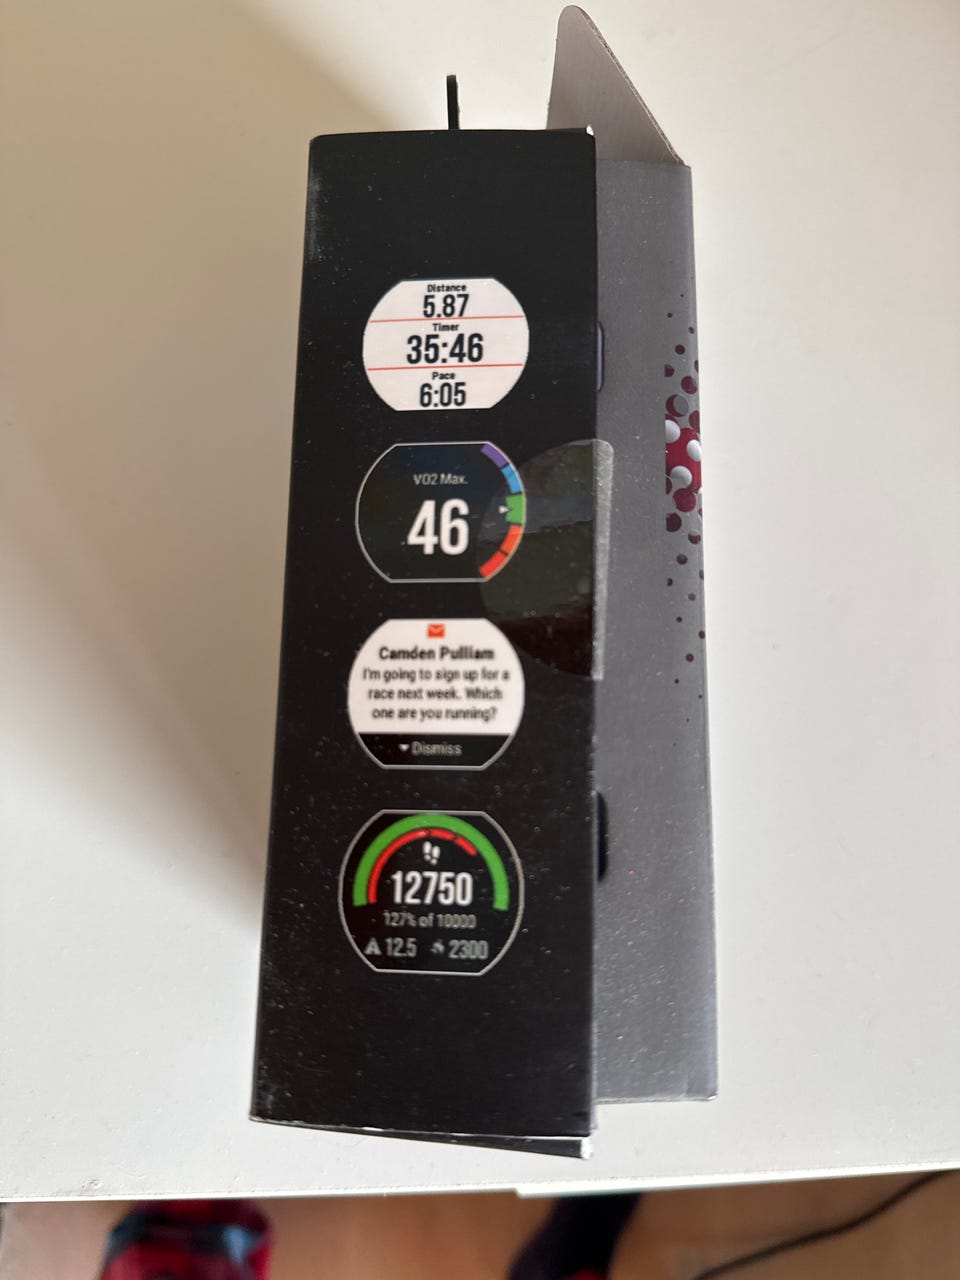 Distance
5.87
Timer
35:46
Pace
6:05
VO2 Max.
46
Camden Pulliam
I'm going to sign up for a
race next week. Which
one are you running?
Dismiss
12750
127% of 10000
12.5 2300